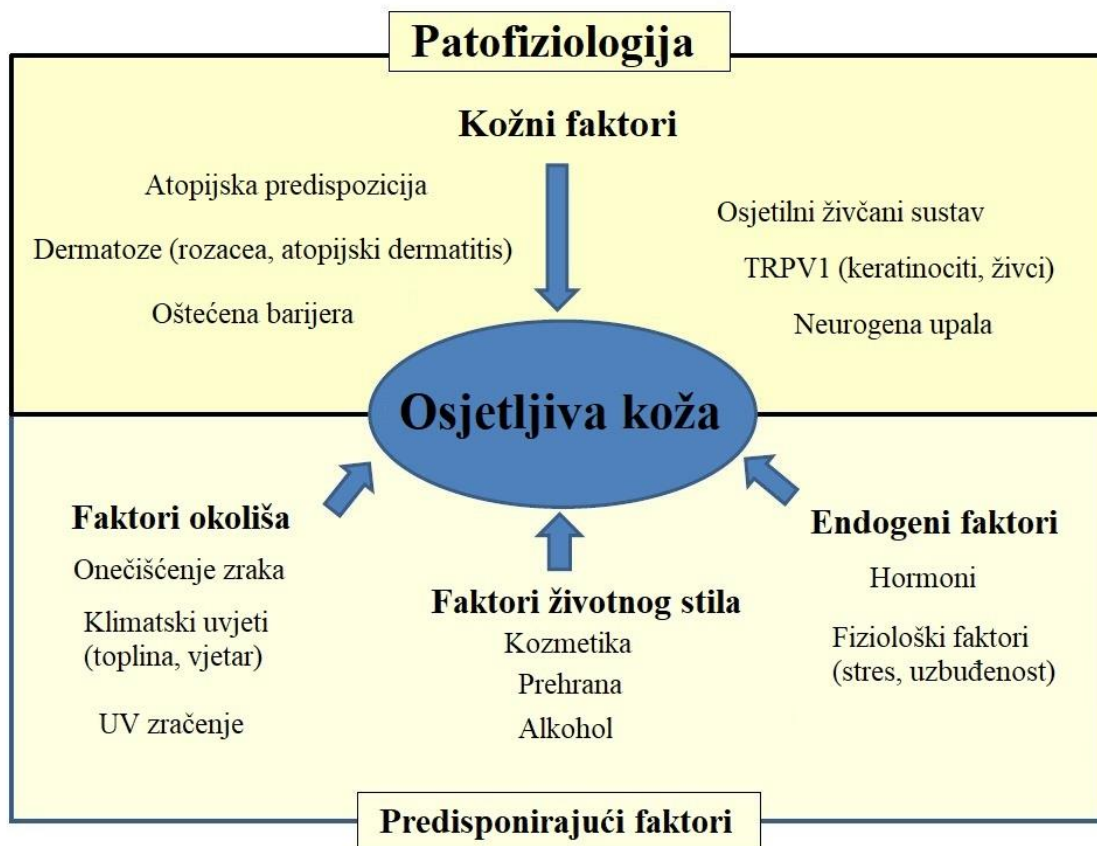 Patofiziologija
Kožni faktori
Atopijska predispozicija
Dermatoze (rozacea, atopijski dermatitis)
Oštećena barijera
Osjetilni živčani sustav
TRPV1 (keratinociti, živci)
Neurogena upala
Osjetljiva koža
Faktori okoliša
Onečišćenje zraka
Klimatski uvjeti
(toplina, vjetar)
UV zračenje
Faktori životnog stila
Kozmetika
Prehrana
Alkohol
Endogeni faktori
Hormoni
Fiziološki faktori
(stres, uzbuđenost)
Predisponirajući faktori